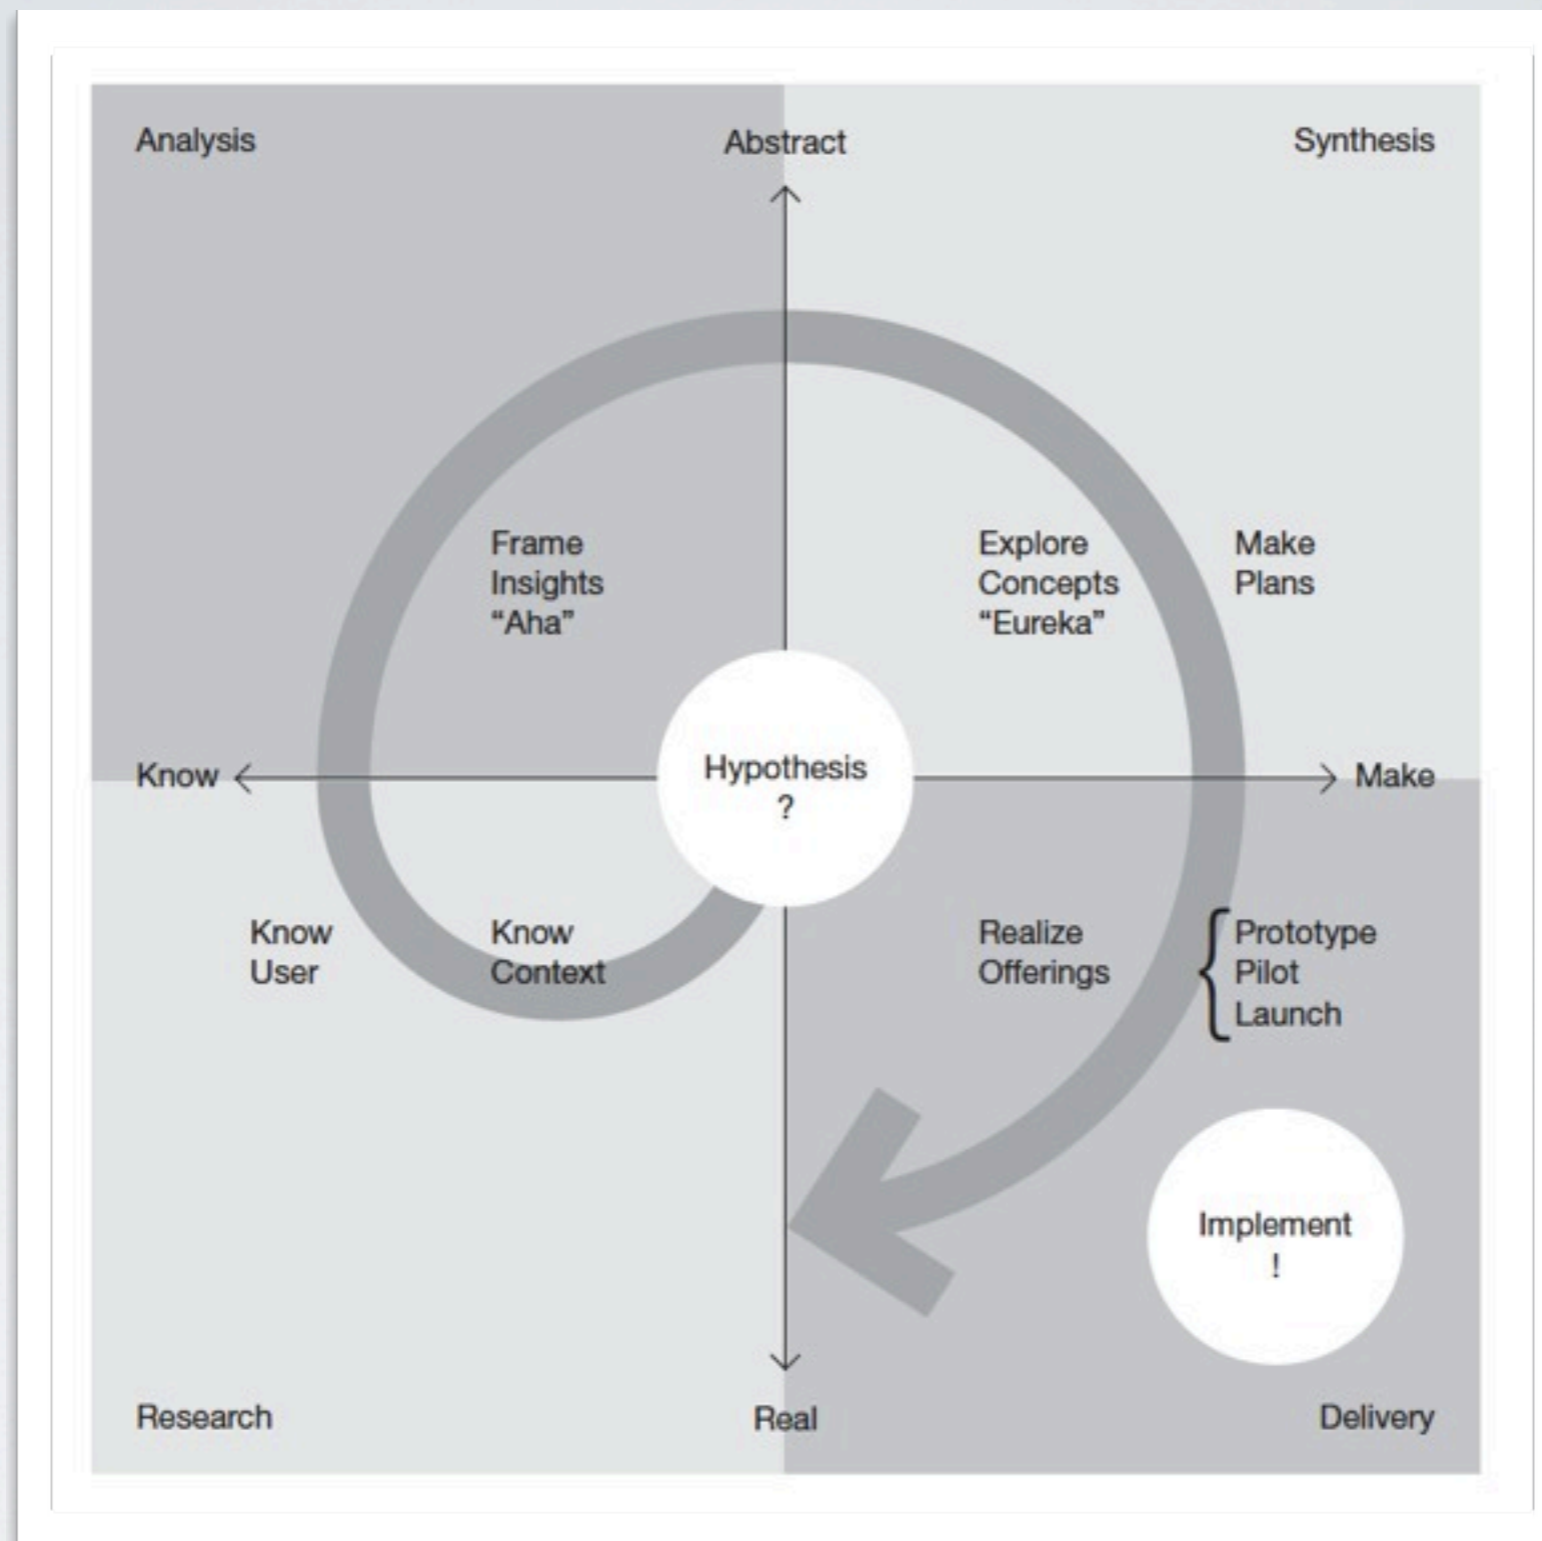 Analysis
Abstract
Synthesis
Frame
Insights
“Aha”
Explore
Concepts
“Eureka”
Make
Plans
Know
Hypothesis
?
Make
Know
User
Know
Context
Realize
Offerings
Prototype
Pilot
Launch
Implement
!
Research
Real
Delivery